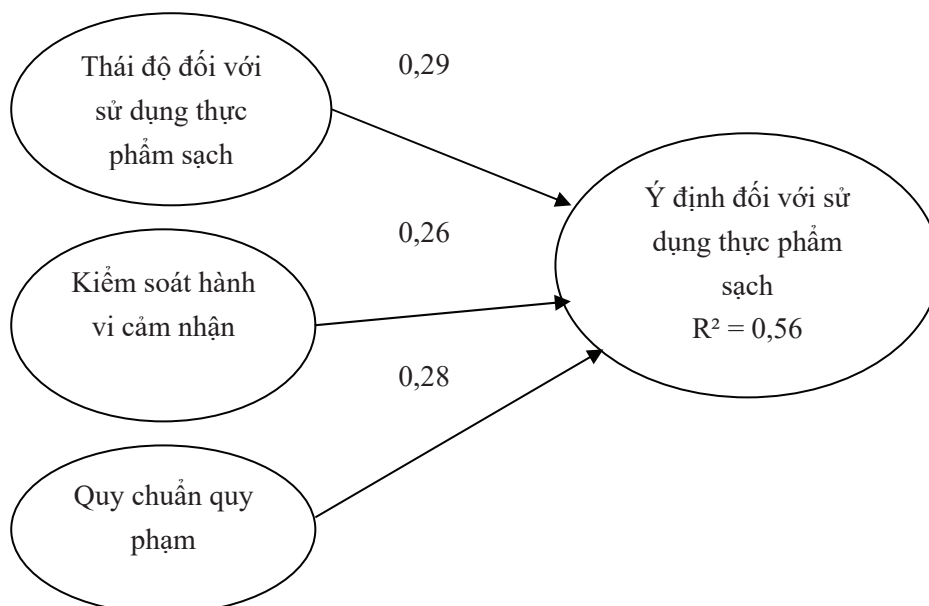 Thái độ đối với
sử dụng thực
phẩm sạch
0,29
Ý định đối với sử
dụng thực phẩm
sạch
R² = 0,56
0,26
Kiểm soát hành
vi cảm nhận
0,28
Quy chuẩn quy
phạm